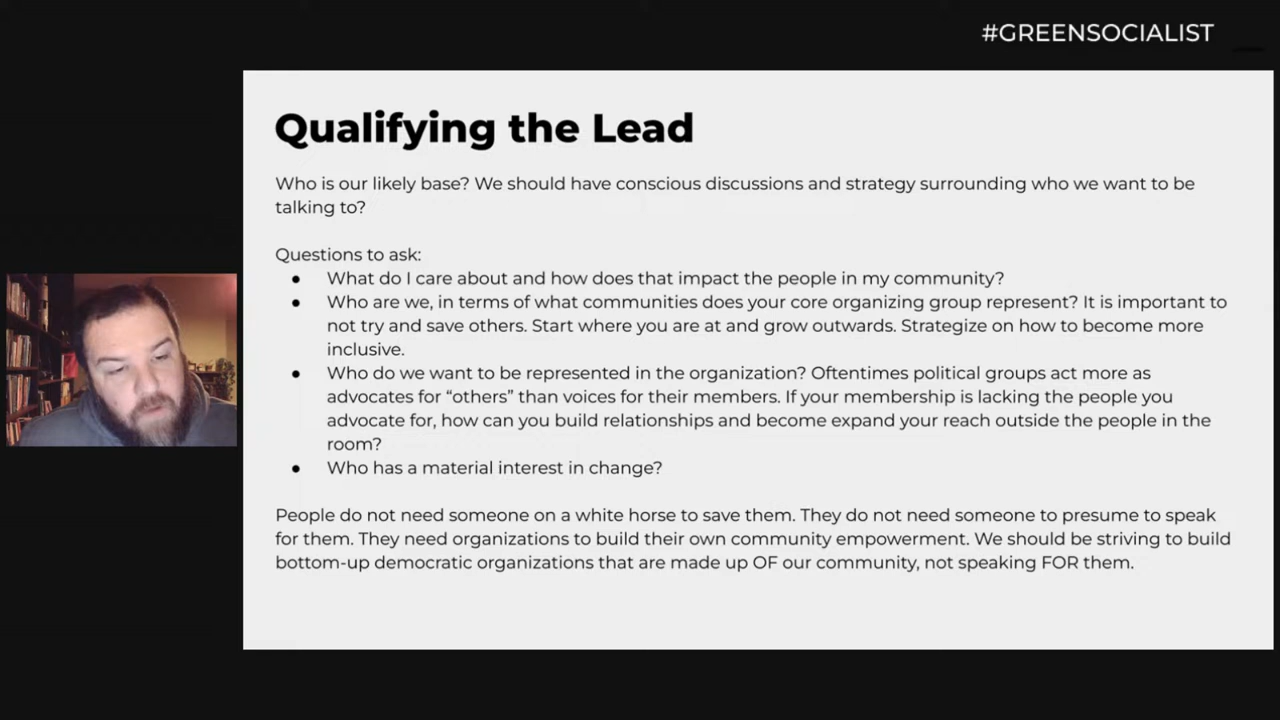 #GREENSOCIALIST
Qualifying the Lead
Who is our likely base? We should have conscious discussions and strategy surrounding who we want to be
talking to?
Questions to ask:
● What do I care about and how does that impact the people in my community?
● Who are we, in terms of what communities does your core organizing group represent? It is important to
not try and save others. Start where you are at and grow outwards. Strategize on how to become more
inclusive.
● Who do we want to be represented in the organization? Oftentimes political groups act more as
advocates for “others” than voices for their members. If your membership is lacking the people you
advocate for, how can you build relationships and become expand your reach outside the people in the
room?
● Who has a material interest in change?
People do not need someone on a white horse to save them. They do not need someone to presume to speak
for them. They need organizations to build their own community empowerment. We should be striving to build
bottom-up democratic organizations that are made up OF our community, not speaking FOR them.